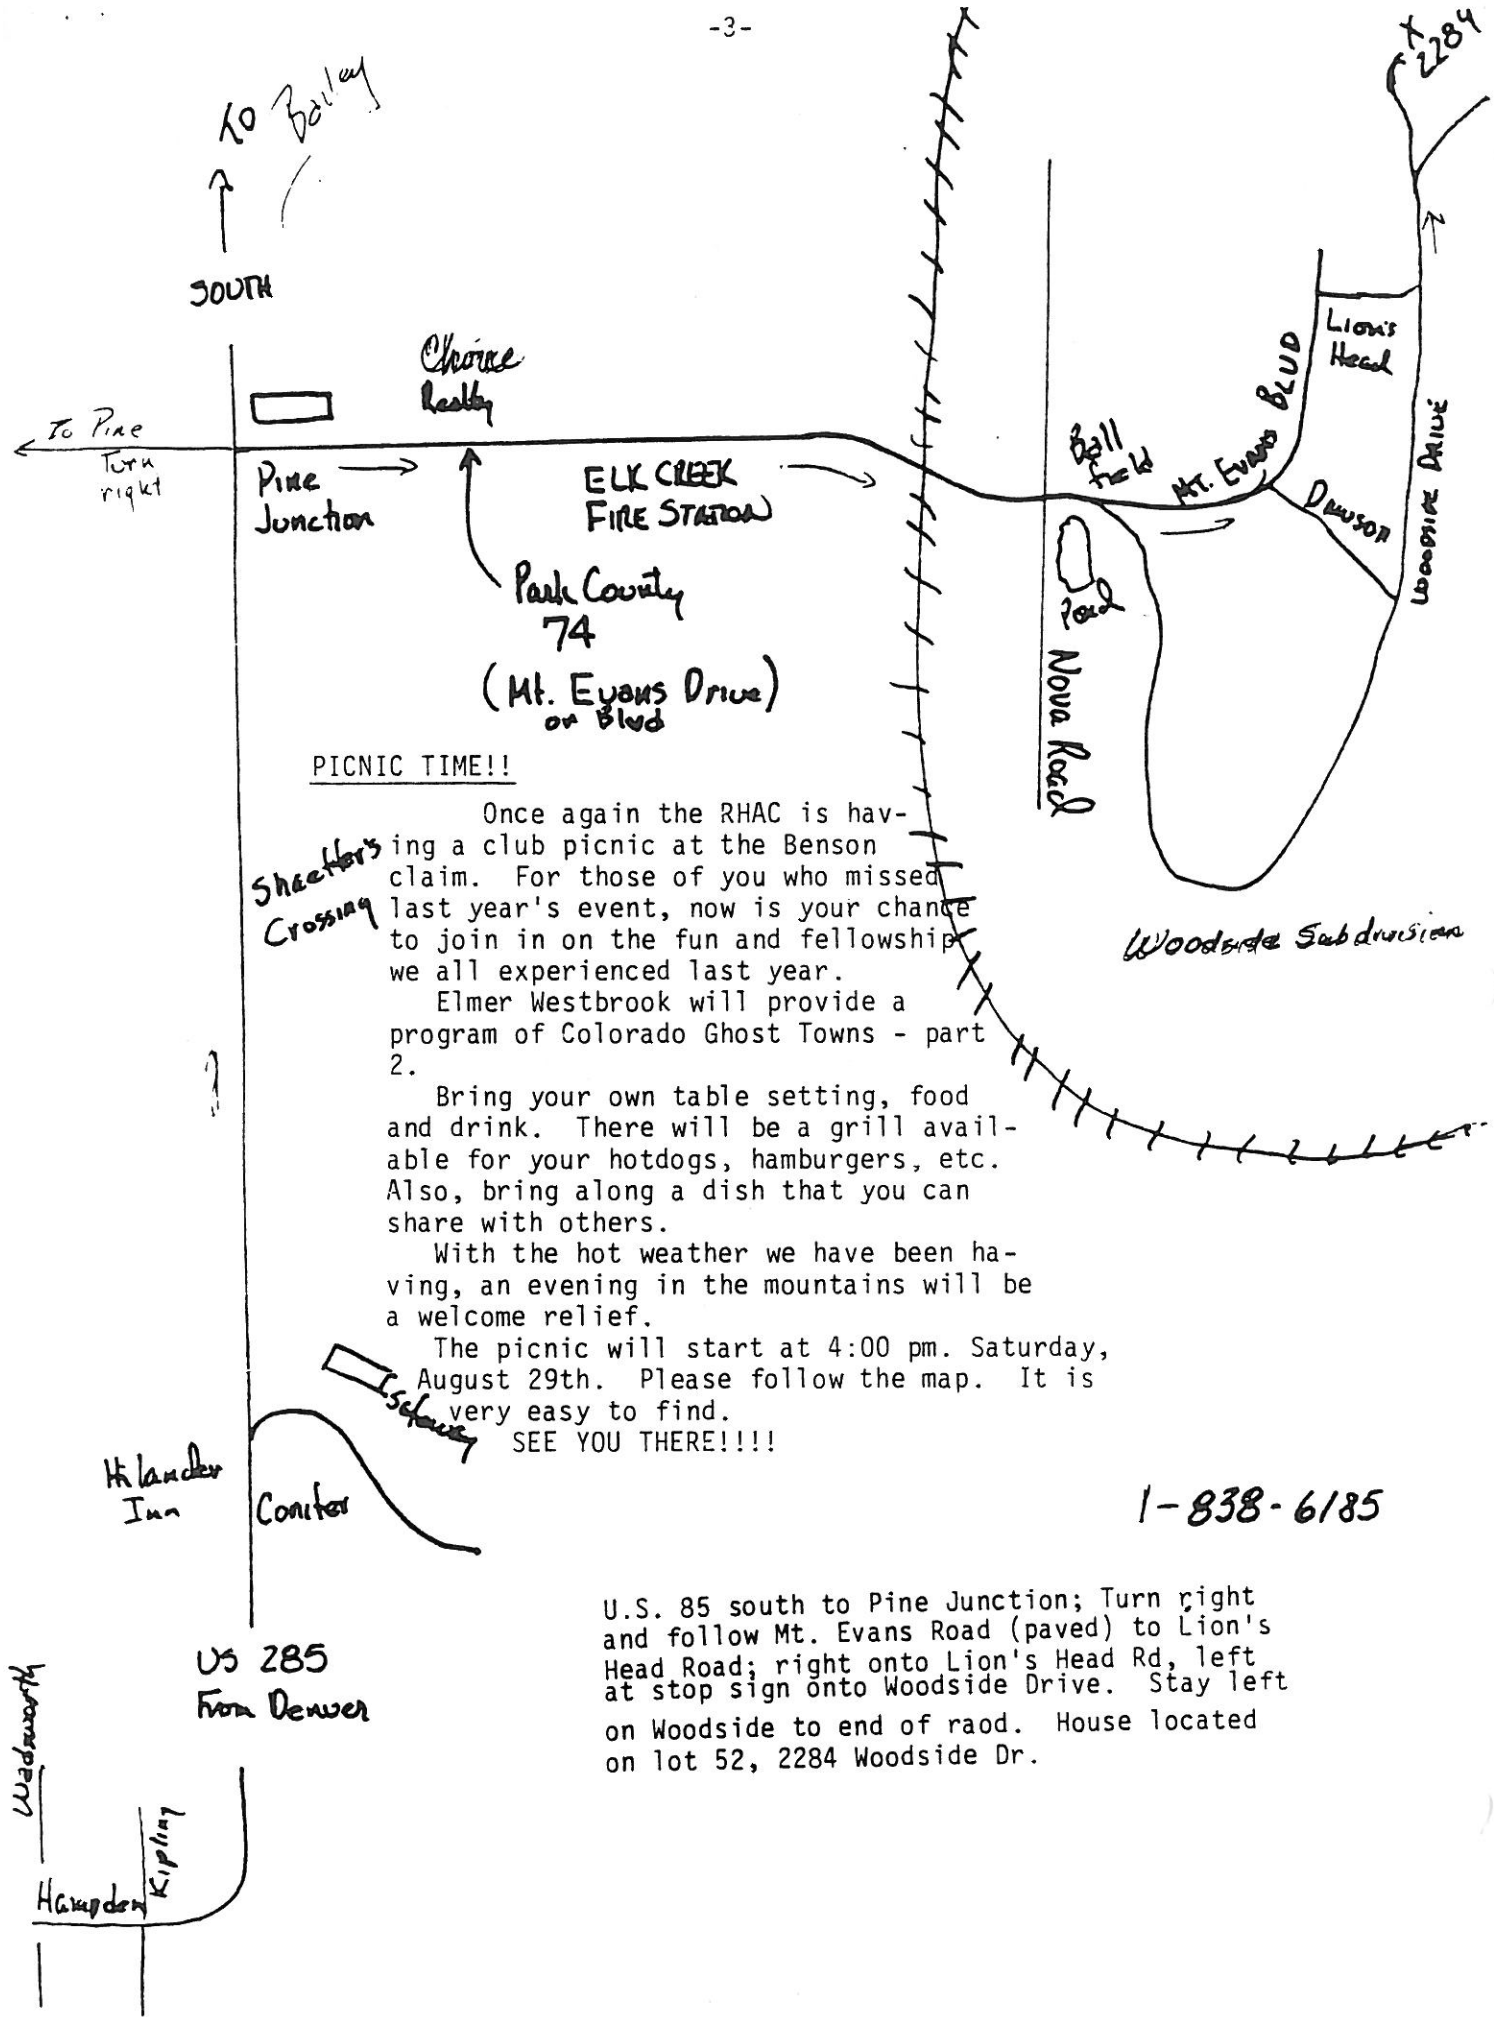 -3-
X
2284
to Bailey
SOUTH
Lion's
Head
Choice
Realty
Mt. Evans BLVD
WOODSIDE DRIVE
To Pine
Turn
right
Ball
field
Pine
Junction
ELK CREEK
FIRE STATION
Dawson
Park County
74
Pond
(Mt. Evans Drive)
or Blvd
Nova Road
PICNIC TIME!!
Once again the RHAC is hav-
ing a club picnic at the Benson
claim. For those of you who missed
last year's event, now is your chance
to join in on the fun and fellowship
we all experienced last year.
Shaffer's
Crossing
Woodside Subdivision
Elmer Westbrook will provide a
program of Colorado Ghost Towns - part
2.
Bring your own table setting, food
and drink. There will be a grill avail-
able for your hotdogs, hamburgers, etc.
Also, bring along a dish that you can
share with others.
With the hot weather we have been ha-
ving, an evening in the mountains will be
a welcome relief.
The picnic will start at 4:00 pm. Saturday,
August 29th. Please follow the map. It is
very easy to find.
SEE YOU THERE!!!!
Safeway
Hilander
Inn
Conifer
1-838-6185
U.S. 85 south to Pine Junction; Turn right
and follow Mt. Evans Road (paved) to Lion's
Head Road; right onto Lion's Head Rd, left
at stop sign onto Woodside Drive. Stay left
on Woodside to end of raod. House located
on lot 52, 2284 Woodside Dr.
US 285
From Denver
Wadsworth
Kipling
Hampden